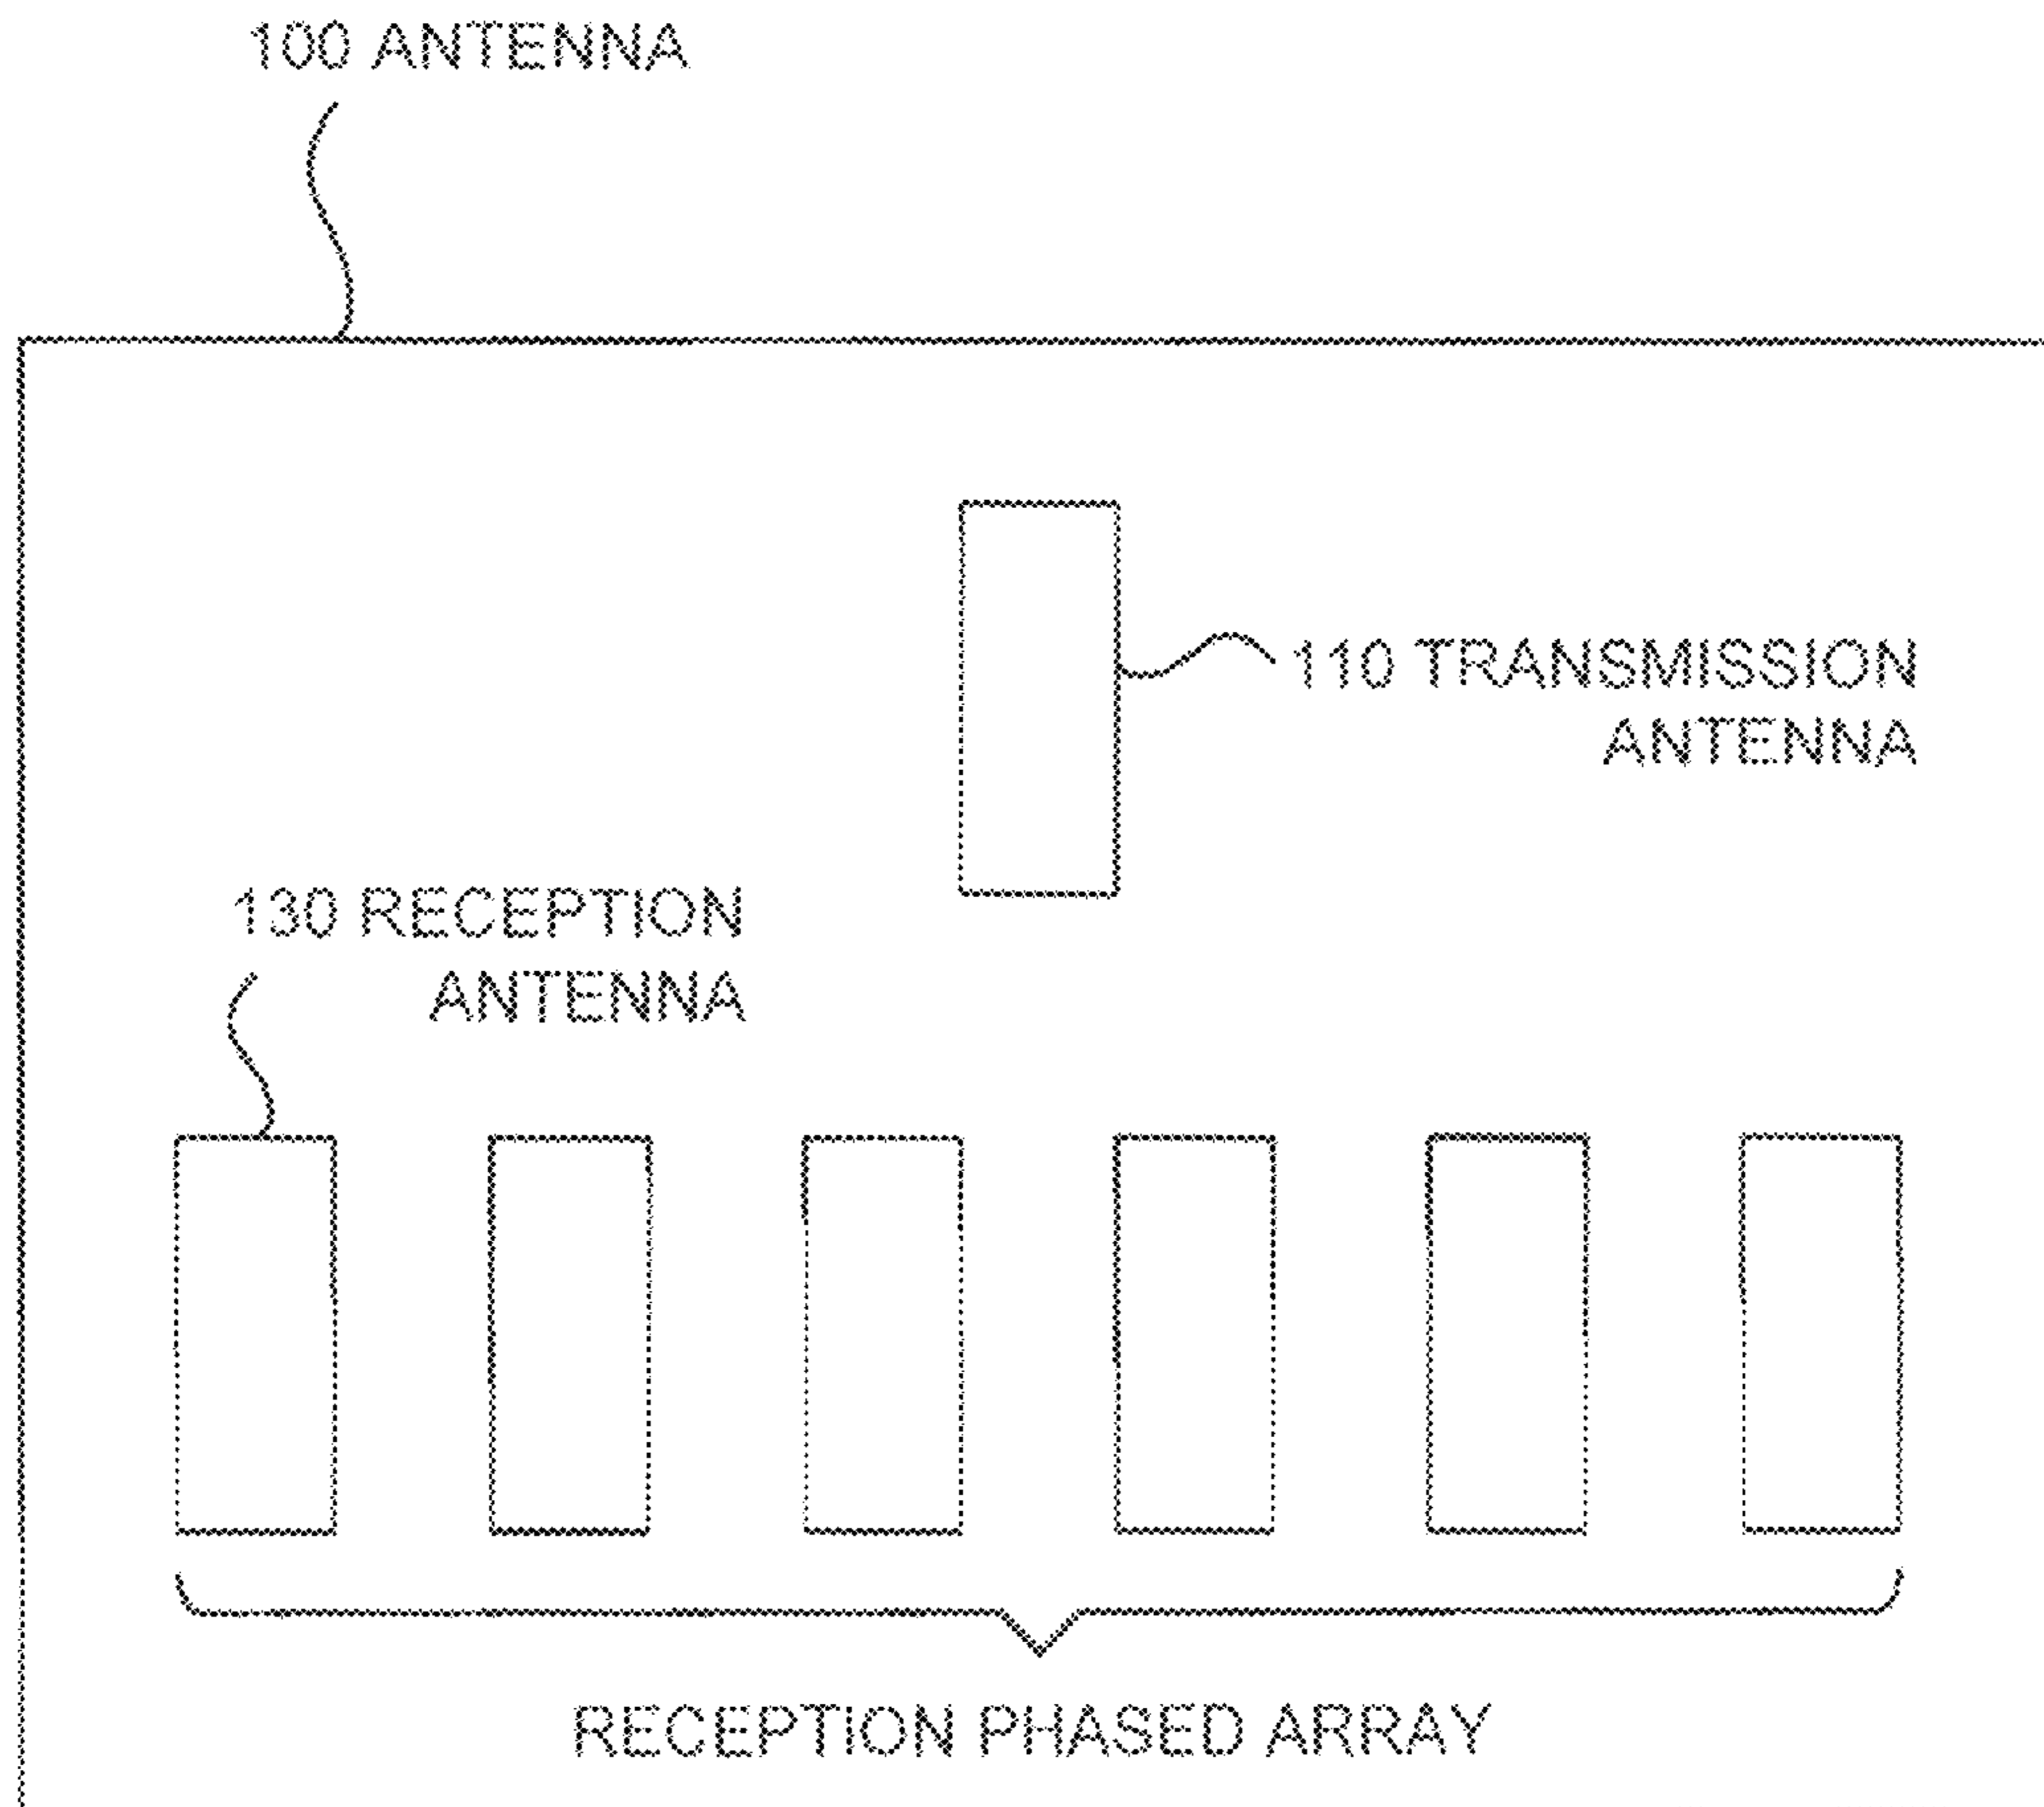 100 ANTENNA
110 TRANSMISSION
ANTENNA
130 RECEPTION
ANTENNA
RECEPTION PHASED ARRAY